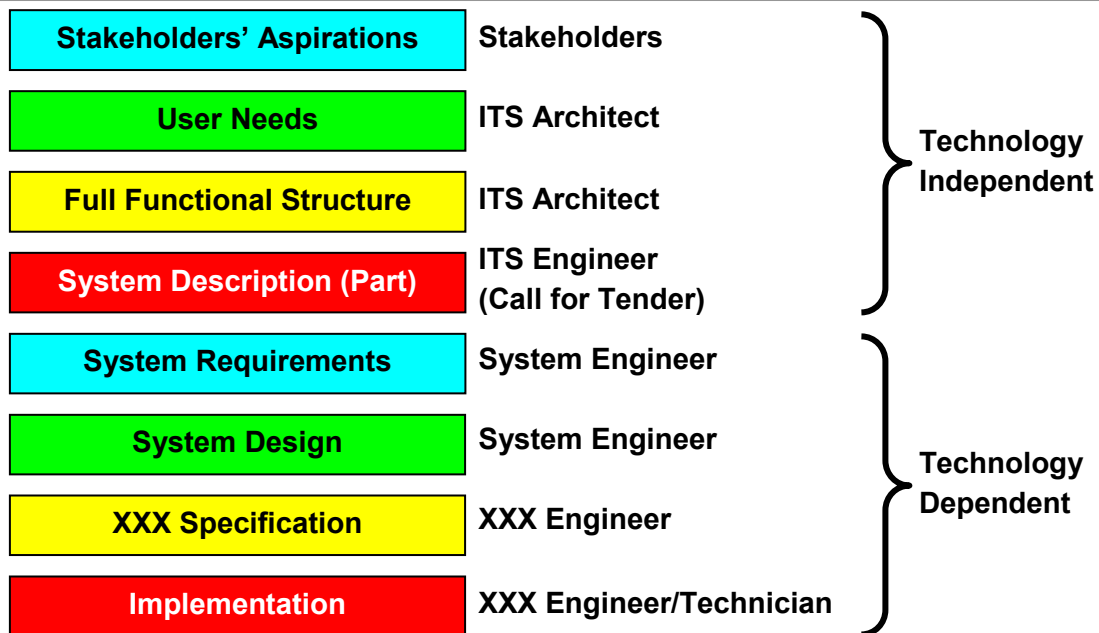 Stakeholders’ Aspirations
Stakeholders
User Needs
ITS Architect
Full Functional Structure
ITS Architect
System Description (Part)
ITS Engineer
(Call for Tender)
Technology
Independent
System Requirements
System Engineer
System Design
System Engineer
XXX Specification
XXX Engineer
Implementation
XXX Engineer/Technician
Technology
Dependent